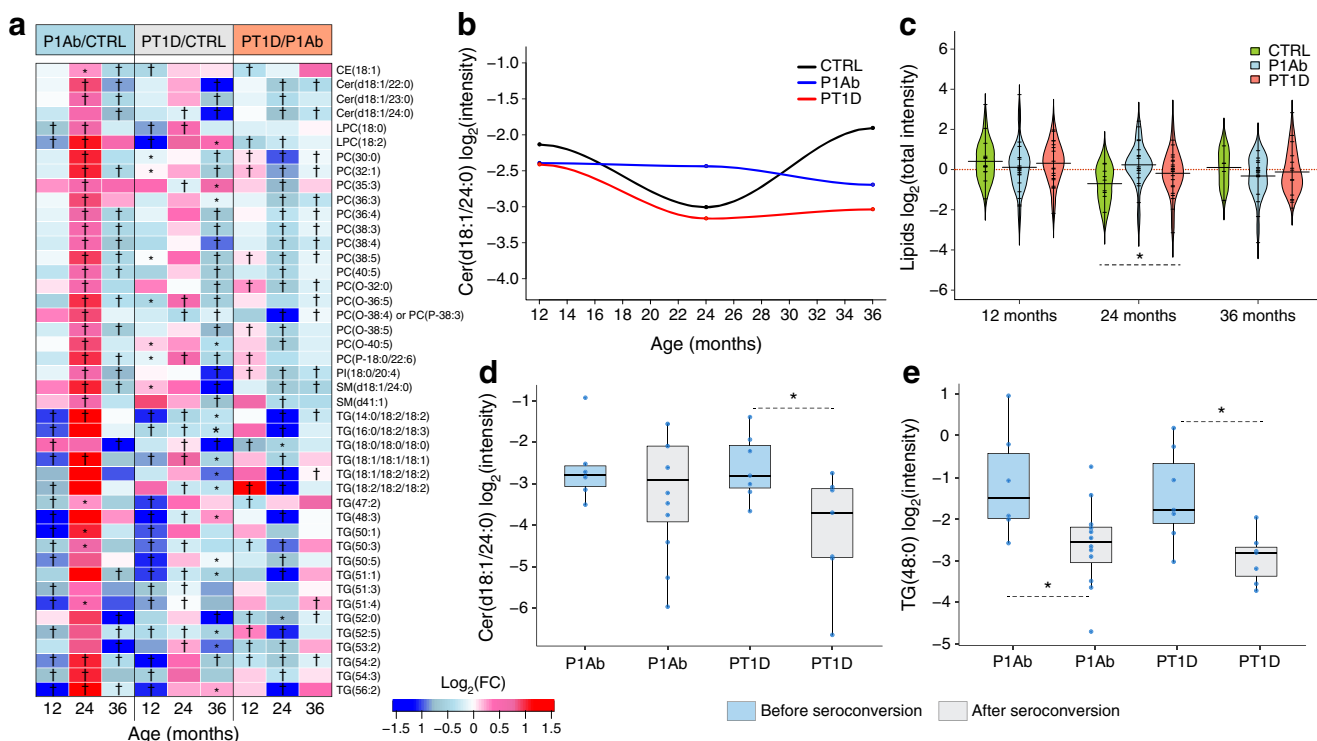 a
P1Ab/CTRL PT1D/CTRL PT1D/P1Ab
CE(18:1)
Cer(d18:1/22:0)
Cer(d18:1/23:0)
Cer(d18:1/24:0)
LPC(18:0)
LPC(18:2)
PC(30:0)
PC(32:1)
PC(35:3)
PC(36:3)
PC(36:4)
PC(38:3)
PC(38:4)
PC(38:5)
PC(40:5)
PC(O-32:0)
PC(O-36:5)
PC(O-38:4) or PC(P-38:3)
PC(O-38:5)
PC(O-40:5)
PC(P-18:0/22:6)
PI(18:0/20:4)
SM(d18:1/24:0)
SM(d41:1)
TG(14:0/18:2/18:2)
TG(16:0/18:2/18:3)
TG(18:0/18:0/18:0)
TG(18:1/18:1/18:1)
TG(18:1/18:2/18:2)
TG(18:2/18:2/18:2)
TG(47:2)
TG(48:3)
TG(50:1)
TG(50:3)
TG(50:5)
TG(51:1)
TG(51:3)
TG(51:4)
TG(52:0)
TG(52:5)
TG(53:2)
TG(54:2)
TG(54:3)
TG(56:2)
12 24 36 12 24 36 12 24 36
Age (months)
Log2(FC)
−1.5 1 −0.5 0 0.5 1 1.5
b
Cer(d18:1/24:0) log2(intensity)
−1.0
−1.5
−2.0
−2.5
−3.0
−3.5
−4.0
CTRL
P1Ab
PT1D
12 14 16 18 20 22 24 26 28 30 32 34 36
Age (months)
c
Lipids log2(total intensity)
6
4
2
0
−2
−4
−6
CTRL
P1Ab
PT1D
*
12 months 24 months 36 months
d
Cer(d18:1/24:0) log2(intensity)
−1
−2
−3
−4
−5
−6
*
P1Ab P1Ab PT1D PT1D
e
TG(48:0) log2(intensity)
1
0
−1
−2
−3
−4
−5
*
*
P1Ab P1Ab PT1D PT1D
Before seroconversion After seroconversion